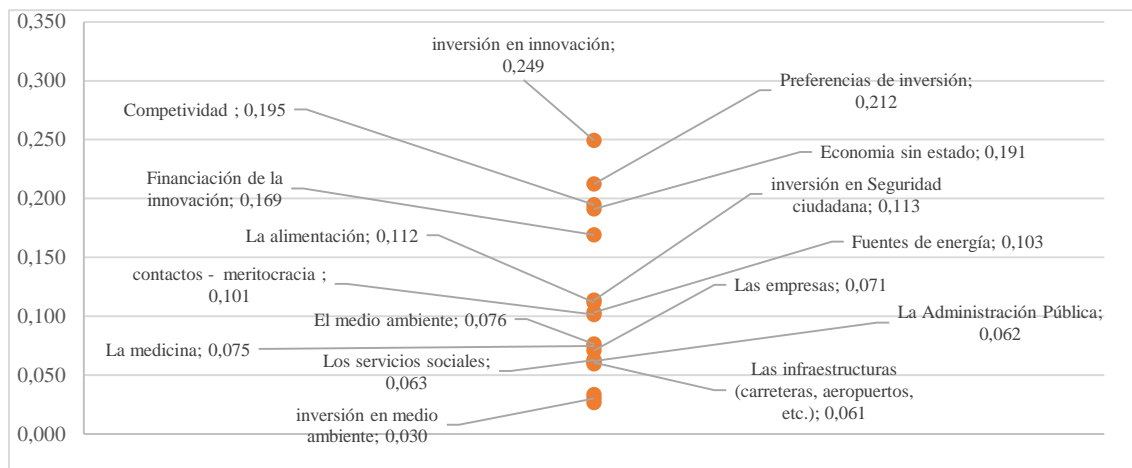 0,350
0,300
0,250
0,200
0,150
0,100
0,050
0,000
inversión en innovación;
0,249
Preferencias de inversión;
0,212
Competividad ; 0,195
Economia sin estado; 0,191
Financiación de la
innovación; 0,169
inversión en Seguridad
ciudadana; 0,113
La alimentación; 0,112
Fuentes de energía; 0,103
contactos - meritocracia ;
0,101
Las empresas; 0,071
El medio ambiente; 0,076
La Administración Pública;
0,062
La medicina; 0,075
Los servicios sociales;
0,063
Las infraestructuras
(carreteras, aeropuertos,
etc.); 0,061
inversión en medio
ambiente; 0,030